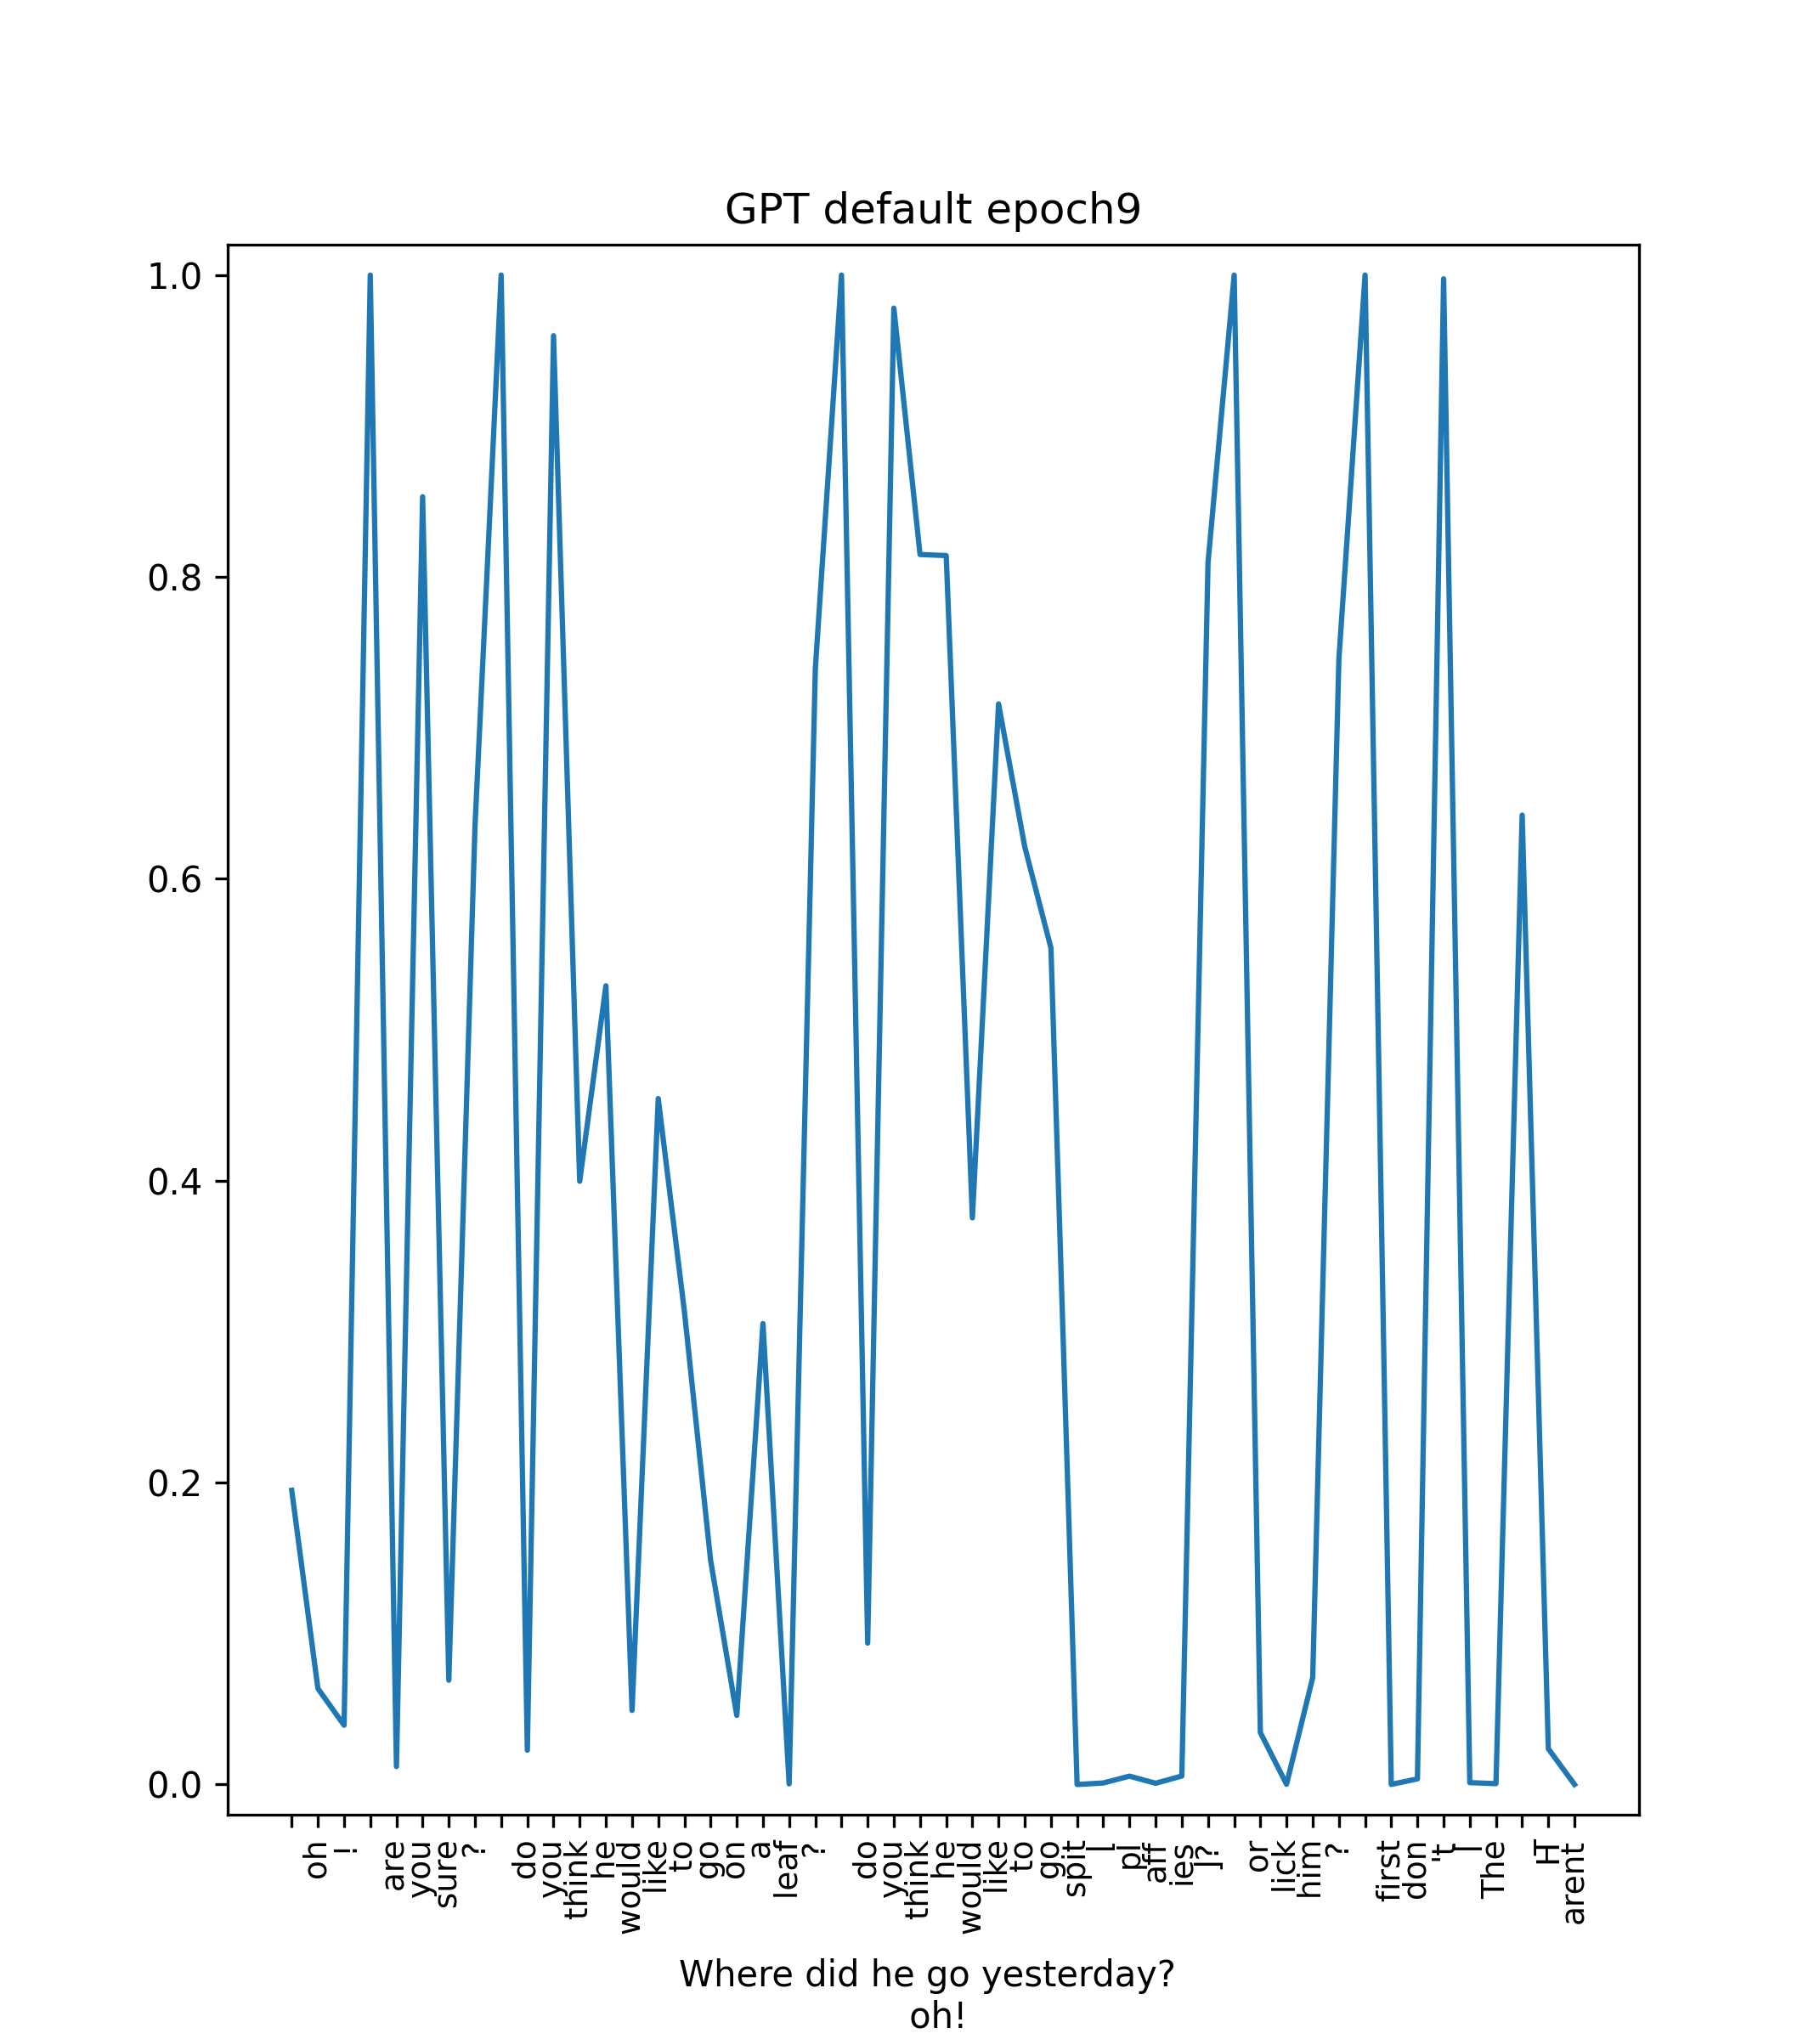 GPT default epoch9
1.0
0.8
0.6
0.4
0.2
0.0
oh ! are you sure ? do you think he would like to go on a leaf ? do you think he would like to go spit [ pl aff ies ]? or lick him ? first don 't The arent
Where did he go yesterday?
oh!